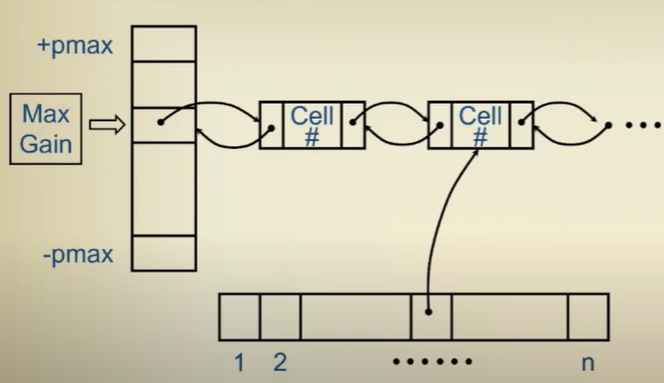 +pmax
Max
Gain
Cell
#
Cell
#
....
-pmax
1 2 ...... n